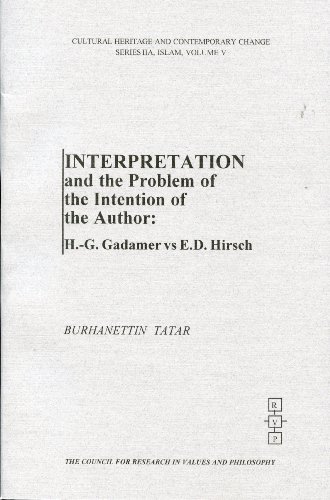 CULTURAL HERITAGE AND CONTEMPORARY CHANGE
SERIES IIA, ISLAM, VOLUME V
INTERPRETATION
and the Problem of
the Intention of
the Author:
H.-G. Gadamer vs E.D. Hirsch
BURHANETTIN TATAR
R
V
P
THE COUNCIL FOR RESEARCH IN VALUES AND PHILOSOPHY